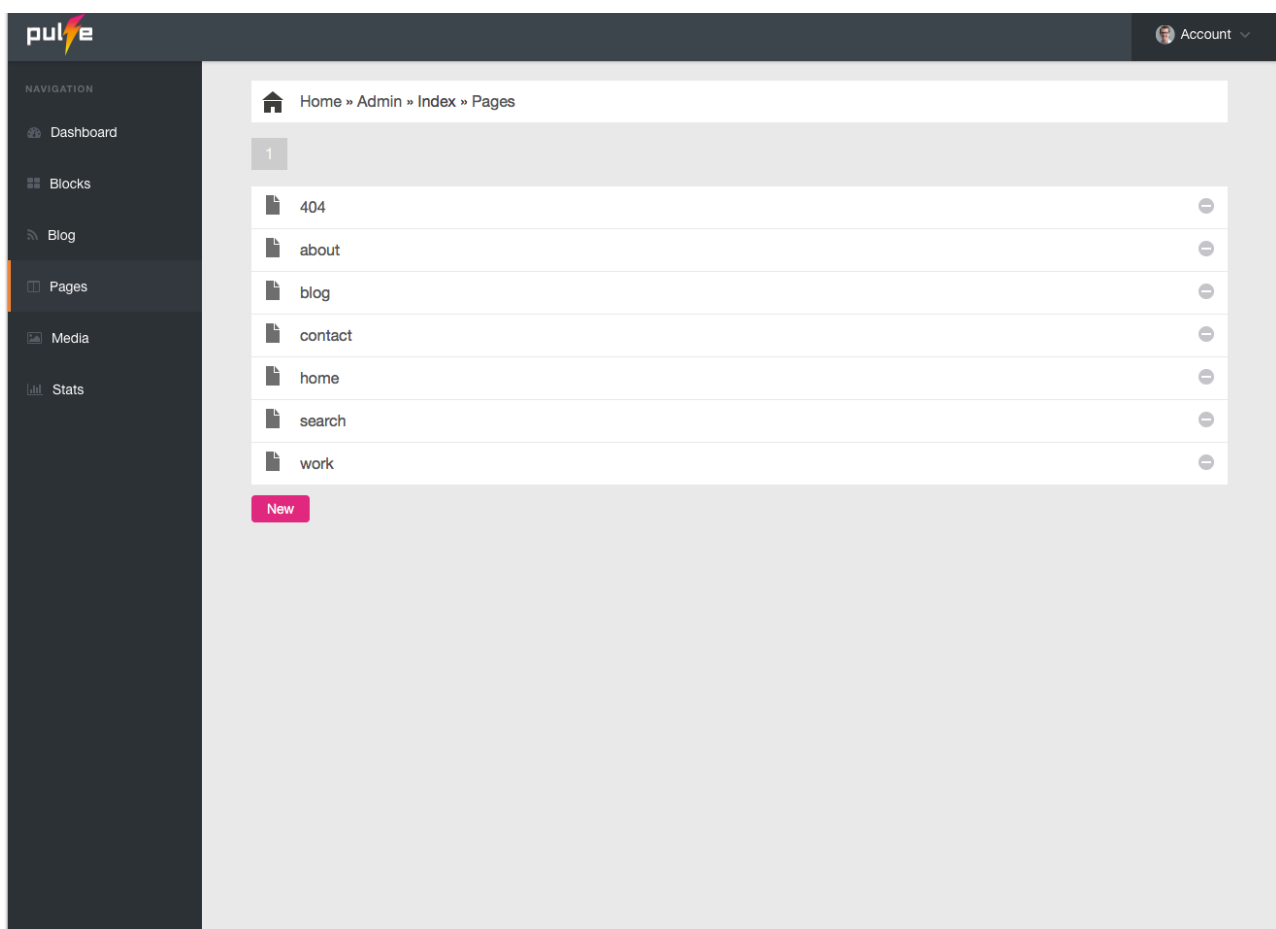 pulse
Account
NAVIGATION
Dashboard
Blocks
Blog
Pages
Media
Stats
Home » Admin » Index » Pages
1
404
about
blog
contact
home
search
work
New